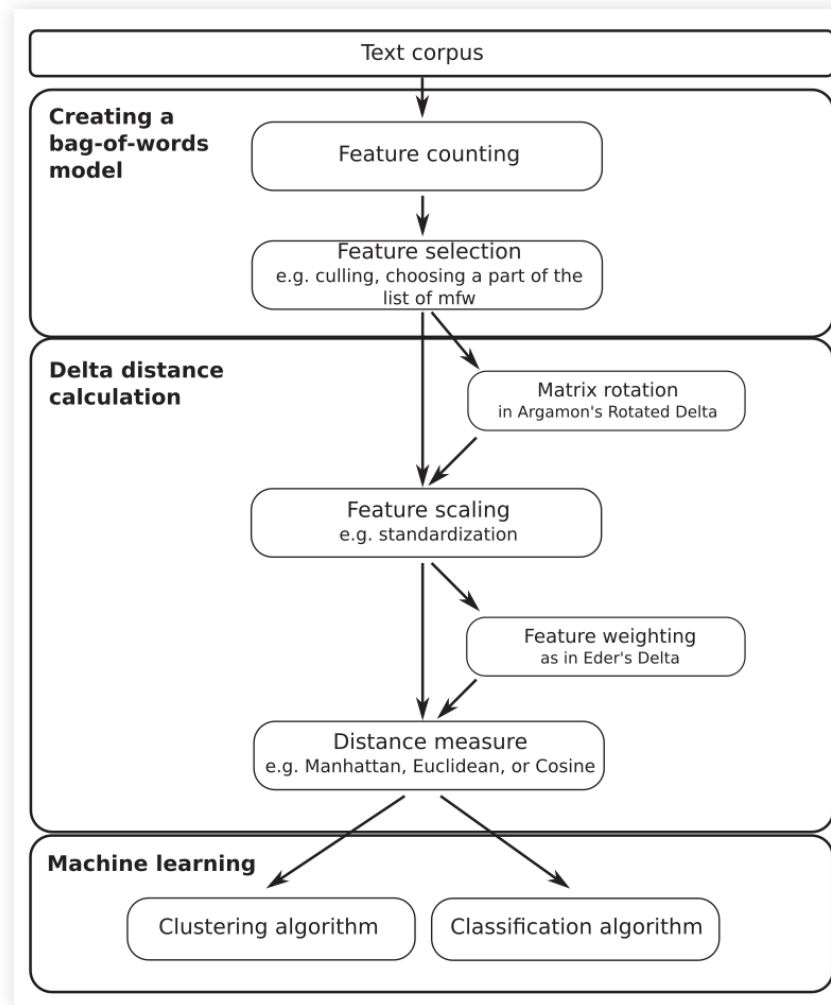 Text corpus
Creating a
bag-of-words
model
Feature counting
Feature selection
e.g. culling, choosing a part of the
list of mfw
Delta distance
calculation
Matrix rotation
in Argamon's Rotated Delta
Feature scaling
e.g. standardization
Feature weighting
as in Eder's Delta
Distance measure
e.g. Manhattan, Euclidean, or Cosine
Machine learning
Clustering algorithm
Classification algorithm